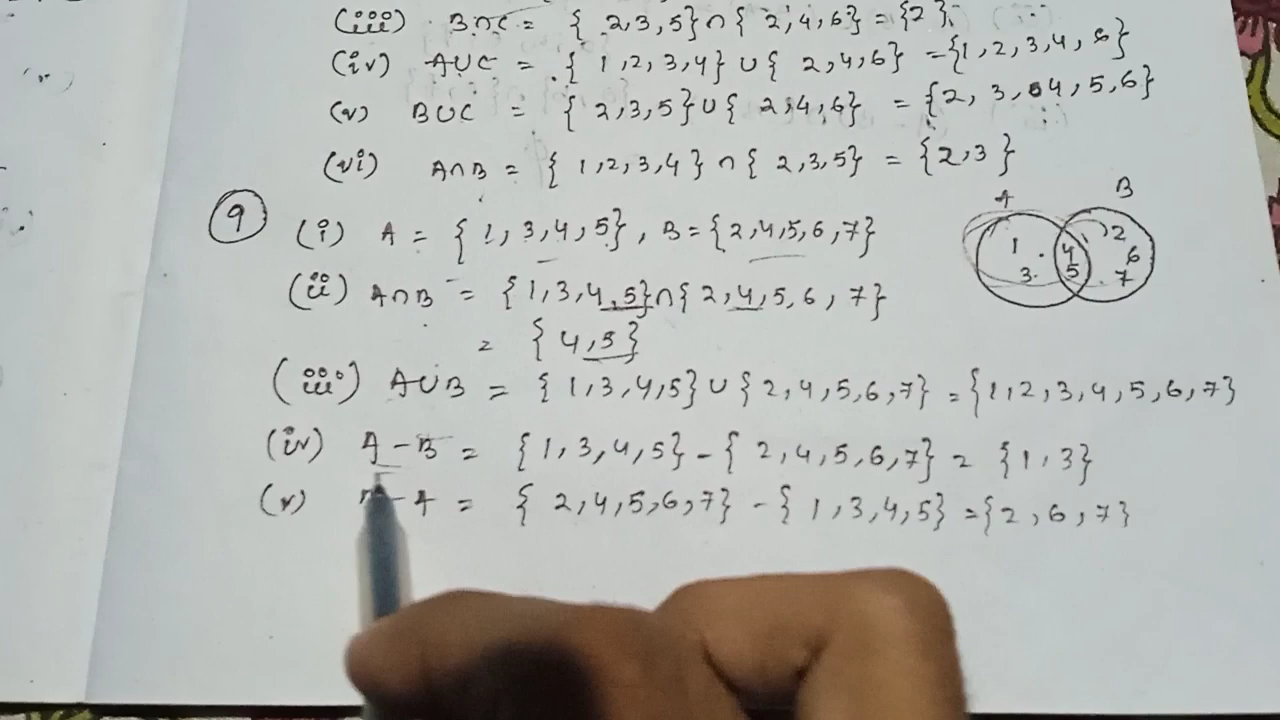 (iii) B∩C = { 2,3,5} ∩ { 2,4,6} = {2}
(iv) A∪C = { 1,2,3,4} ∪ { 2,4,6} = {1,2,3,4,6}
(v) B∪C = { 2,3,5} ∪ { 2,4,6} = {2, 3, 4,5,6}
(vi) A∩B = { 1,2,3,4 } ∩ { 2,3,5} = {2,3}
A B
9 (i) A = { 1, 3,4,5}, B = {2,4,5,6,7}
1 3 4 5 2 6 7
(ii) A∩B = {1,3,4,5}∩{ 2,4,5,6, 7}
= { 4,5}
(iii) A∪B = { 1,3,4,5} ∪ { 2,4,5,6,7} = {1,2,3,4,5,6,7}
(iv) A-B = {1,3,4,5} - { 2,4,5,6,7} = {1,3}
(v) - A = { 2,4,5,6,7} - { 1,3,4,5} = {2,6,7}